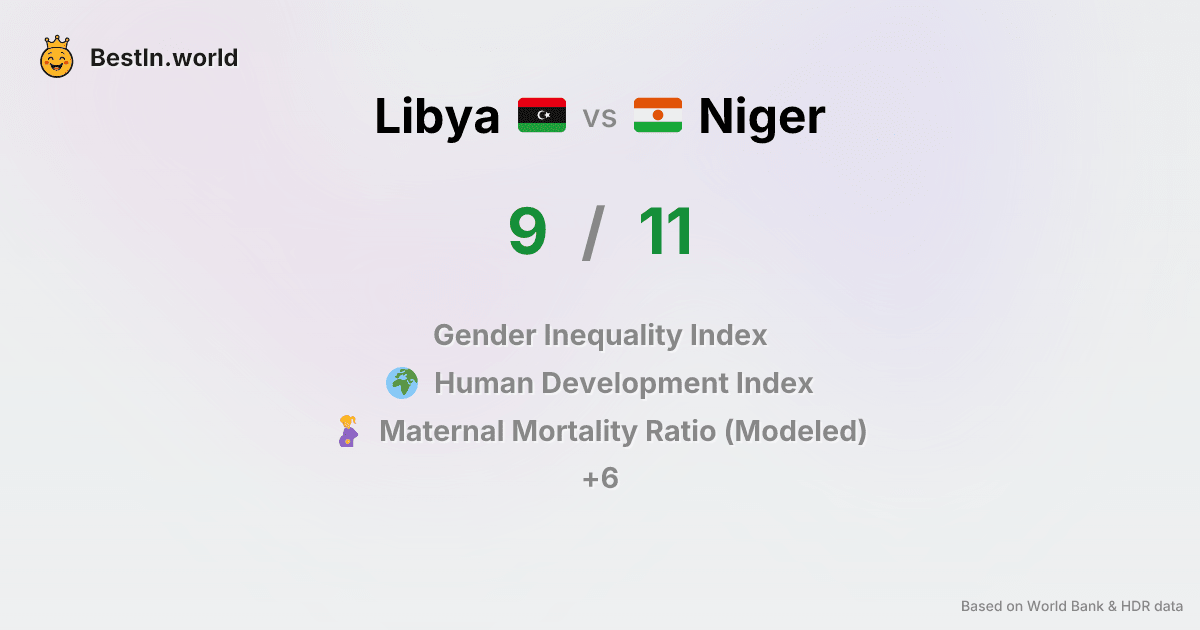 BestIn.world
Libya vs Niger
9 / 11
Gender Inequality Index
Human Development Index
Maternal Mortality Ratio (Modeled)
+6
Based on World Bank & HDR data